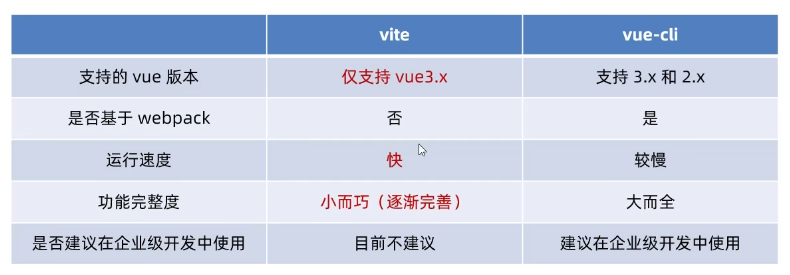 vite vue-cli
支持的 vue 版本 仅支持 vue3.x 支持 3.x 和 2.x
是否基于 webpack 否 是
运行速度 快 较慢
功能完整度 小而巧（逐渐完善） 大而全
是否建议在企业级开发中使用 目前不建议 建议在企业级开发中使用